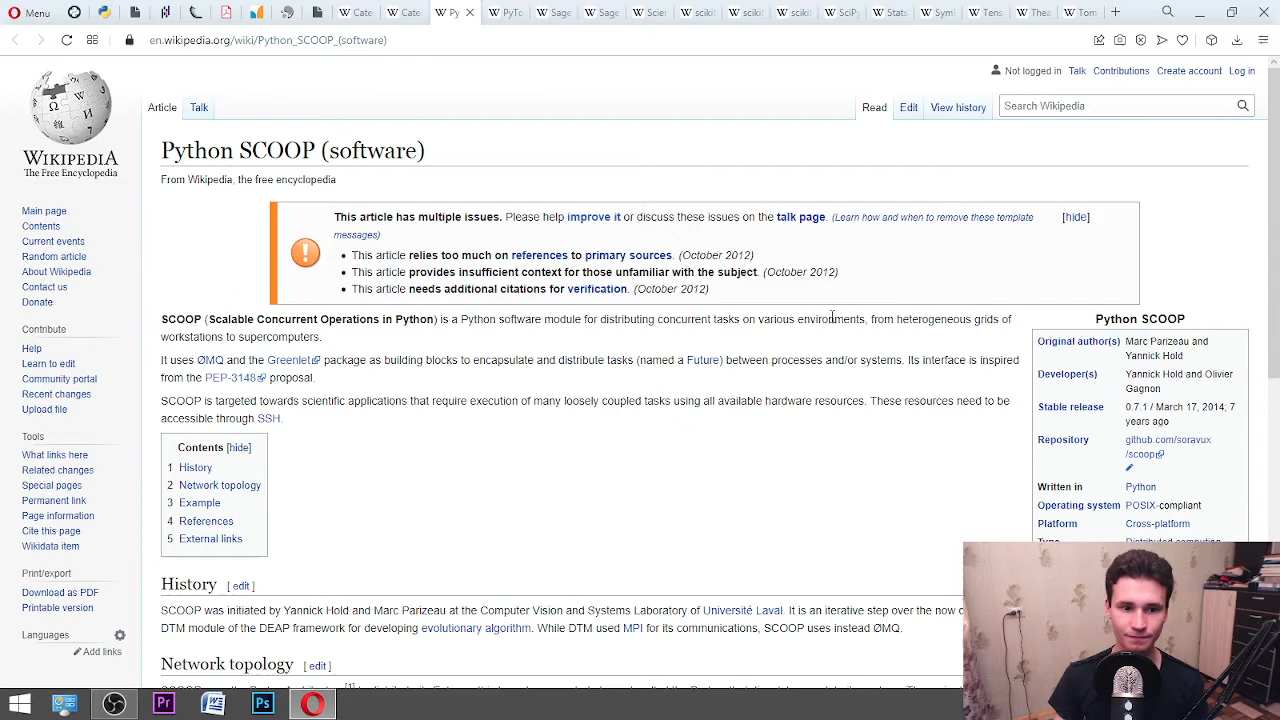 Menu
Cate
Cate
Py
PyTo
Sage
Sage
Scier
scikit
scikit
scikit
SciPy
Stats
Sym
Tens
Thea
Tom
en.wikipedia.org/wiki/Python_SCOOP_(software)
Not logged in Talk Contributions Create account Log in
Article Talk
Read Edit View history
Search Wikipedia
WIKIPEDIA
The Free Encyclopedia
Main page
Contents
Current events
Random article
About Wikipedia
Contact us
Donate
Contribute
Help
Learn to edit
Community portal
Recent changes
Upload file
Tools
What links here
Related changes
Special pages
Permanent link
Page information
Cite this page
Wikidata item
Print/export
Download as PDF
Printable version
Languages
Add links
Python SCOOP (software)
From Wikipedia, the free encyclopedia
This article has multiple issues. Please help improve it or discuss these issues on the talk page. (Learn how and when to remove these template
messages)
[hide]
• This article relies too much on references to primary sources. (October 2012)
• This article provides insufficient context for those unfamiliar with the subject. (October 2012)
• This article needs additional citations for verification. (October 2012)
SCOOP (Scalable Concurrent Operations in Python) is a Python software module for distributing concurrent tasks on various environments, from heterogeneous grids of
workstations to supercomputers.
It uses ØMQ and the Greenlet package as building blocks to encapsulate and distribute tasks (named a Future) between processes and/or systems. Its interface is inspired
from the PEP-3148 proposal.
SCOOP is targeted towards scientific applications that require execution of many loosely coupled tasks using all available hardware resources. These resources need to be
accessible through SSH.
Contents [hide]
1 History
2 Network topology
3 Example
4 References
5 External links
Python SCOOP
Original author(s) Marc Parizeau and
Yannick Hold
Developer(s) Yannick Hold and Olivier
Gagnon
Stable release 0.7.1 / March 17, 2014; 7
years ago
Repository github.com/soravux
/scoop
Written in Python
Operating system POSIX-compliant
Platform Cross-platform
Type Distributed computing
History [ edit ]
SCOOP was initiated by Yannick Hold and Marc Parizeau at the Computer Vision and Systems Laboratory of Université Laval. It is an iterative step over the now
DTM module of the DEAP framework for developing evolutionary algorithm. While DTM used MPI for its communications, SCOOP uses instead ØMQ.
Network topology [ edit ]
Pr
Ps